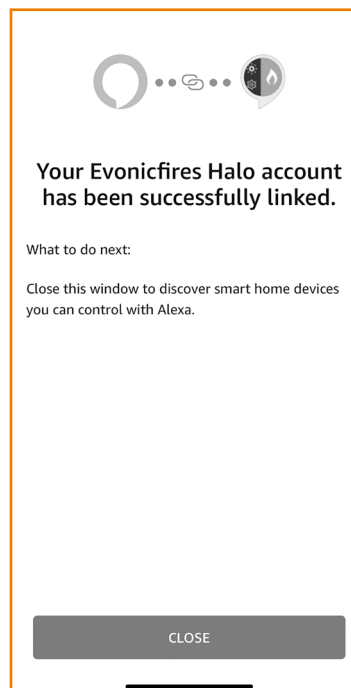 Your Evonicfires Halo account
has been successfully linked.
What to do next:
Close this window to discover smart home devices
you can control with Alexa.
CLOSE